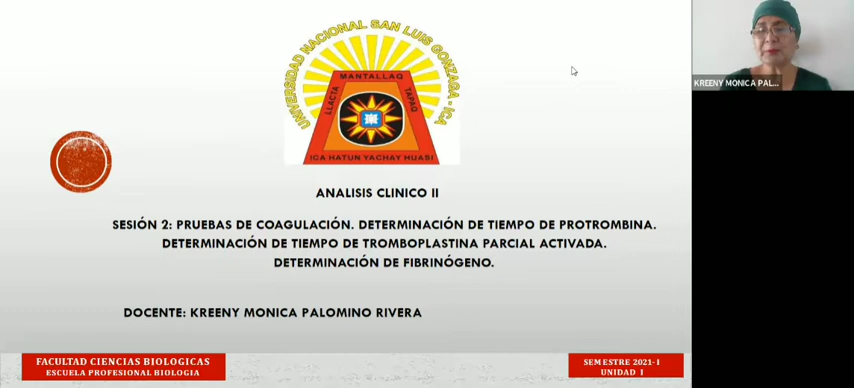 UNIVERSIDAD NACIONAL SAN LUIS GONZAGA - ICA
MANTALLAQ
LLACTA
TAPAQ
ICA HATUN YACHAY HUASI
KREENY MONICA PAL...
ANALISIS CLINICO II
SESIÓN 2: PRUEBAS DE COAGULACIÓN. DETERMINACIÓN DE TIEMPO DE PROTROMBINA.
DETERMINACIÓN DE TIEMPO DE TROMBOPLASTINA PARCIAL ACTIVADA.
DETERMINACIÓN DE FIBRINÓGENO.
DOCENTE: KREENY MONICA PALOMINO RIVERA
FACULTAD CIENCIAS BIOLOGICAS
ESCUELA PROFESIONAL BIOLOGIA
SEMESTRE 2021-I
UNIDAD I